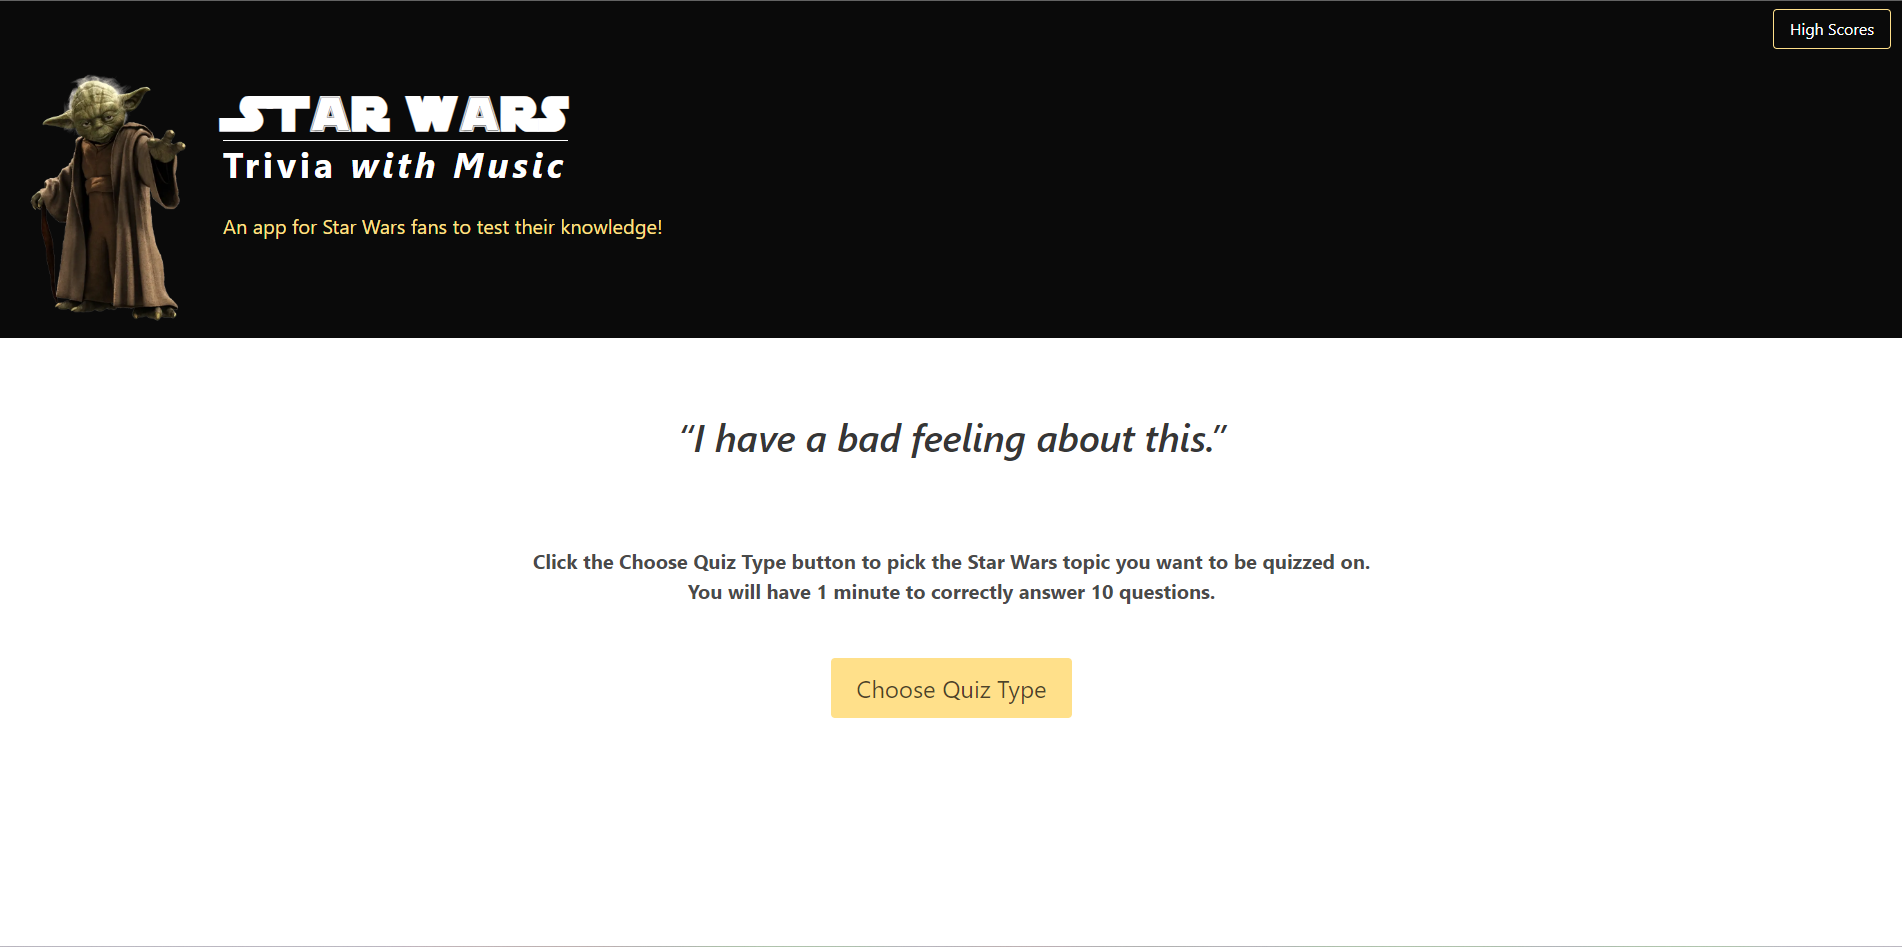 High Scores
STAR WARS
Trivia with Music
An app for Star Wars fans to test their knowledge!
“I have a bad feeling about this.”
Click the Choose Quiz Type button to pick the Star Wars topic you want to be quizzed on.
You will have 1 minute to correctly answer 10 questions.
Choose Quiz Type